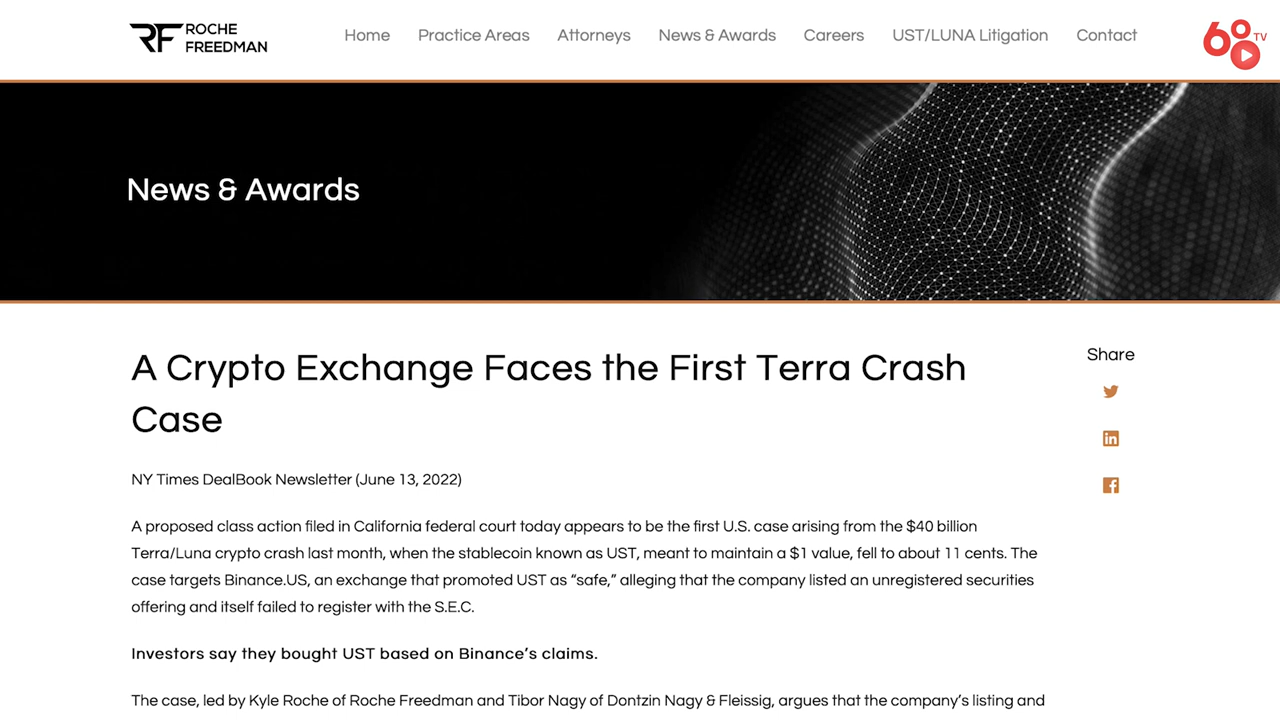 RF ROCHE
FREEDMAN
Home Practice Areas Attorneys News & Awards Careers UST/LUNA Litigation Contact
60 TV
News & Awards
A Crypto Exchange Faces the First Terra Crash
Case
Share
NY Times DealBook Newsletter (June 13, 2022)
A proposed class action filed in California federal court today appears to be the first U.S. case arising from the $40 billion
Terra/Luna crypto crash last month, when the stablecoin known as UST, meant to maintain a $1 value, fell to about 11 cents. The
case targets Binance.US, an exchange that promoted UST as “safe,” alleging that the company listed an unregistered securities
offering and itself failed to register with the S.E.C.
Investors say they bought UST based on Binance’s claims.
The case, led by Kyle Roche of Roche Freedman and Tibor Nagy of Dontzin Nagy & Fleissig, argues that the company’s listing and